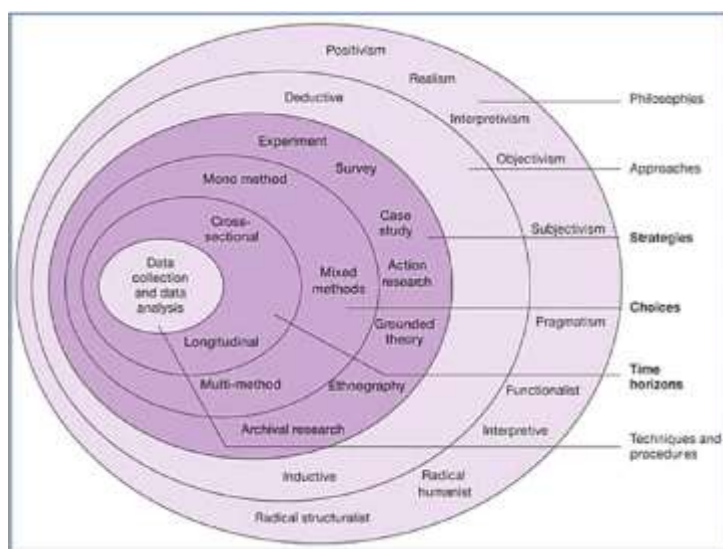 Positivism
Realism
Deductive
Interpretivism
Philosophies
Experiment
Objectivism
Survey
Approaches
Mono method
Cross-
sectional
Case
study
Subjectivism
Strategies
Data
collection
and data
analysis
Mixed
methods
Action
research
Choices
Grounded
theory
Pragmatism
Longitudinal
Multi-method
Ethnography
Time
horizons
Functionalist
Archival research
Interpretive
Techniques and
procedures
Inductive
Radical
humanist
Radical structuralist